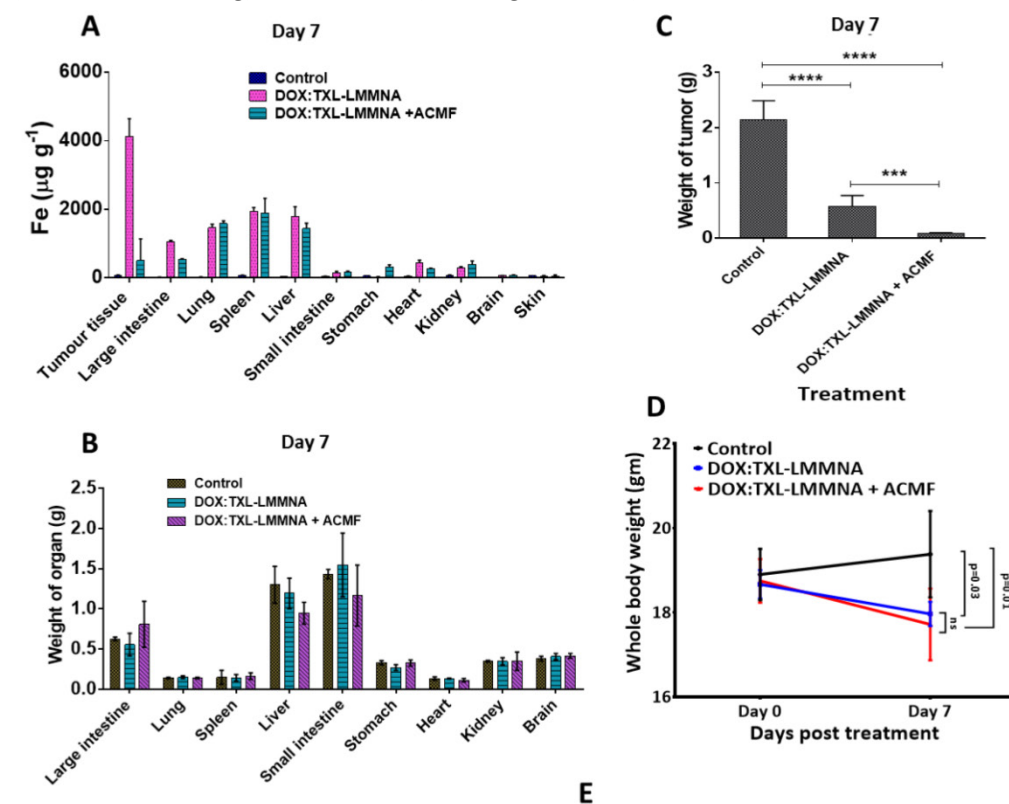 A
Day 7
6000
4000
2000
0
Fe (µg g⁻¹)
Control
DOX:TXL-LMMNA
DOX:TXL-LMMNA +ACMF
Tumour tissue
Large intestine
Lung
Spleen
Liver
Small intestine
Stomach
Heart
Kidney
Brain
Skin
C
Day 7
****
****
***
3
2
1
0
Weight of tumor (g)
Control
DOX:TXL-LMMNA
DOX:TXL-LMMNA + ACMF
Treatment
B
Day 7
2.5
2.0
1.5
1.0
0.5
0.0
Weight of organ (g)
Control
DOX:TXL-LMMNA
DOX:TXL-LMMNA + ACMF
Large intestine
Lung
Spleen
Liver
Small intestine
Stomach
Heart
Kidney
Brain
D
22
20
18
16
Whole body weight (gm)
Control
DOX:TXL-LMMNA
DOX:TXL-LMMNA + ACMF
ns
p=0.03
Day 0
Day 7
Days post treatment
E